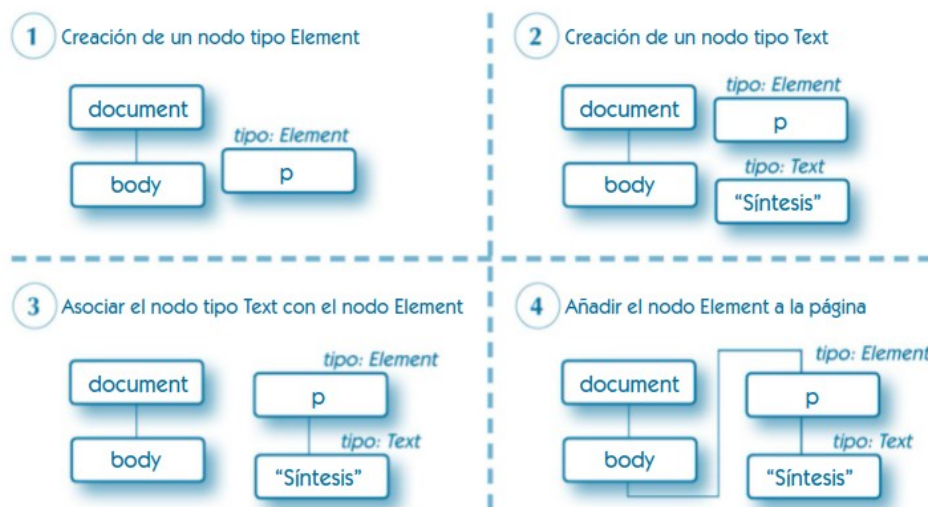 1 Creación de un nodo tipo Element
document
tipo: Element
p
body
2 Creación de un nodo tipo Text
tipo: Element
document
p
tipo: Text
body
“Síntesis”
3 Asociar el nodo tipo Text con el nodo Element
tipo: Element
document
p
tipo: Text
body
“Síntesis”
4 Añadir el nodo Element a la página
tipo: Element
document
p
tipo: Text
body
“Síntesis”